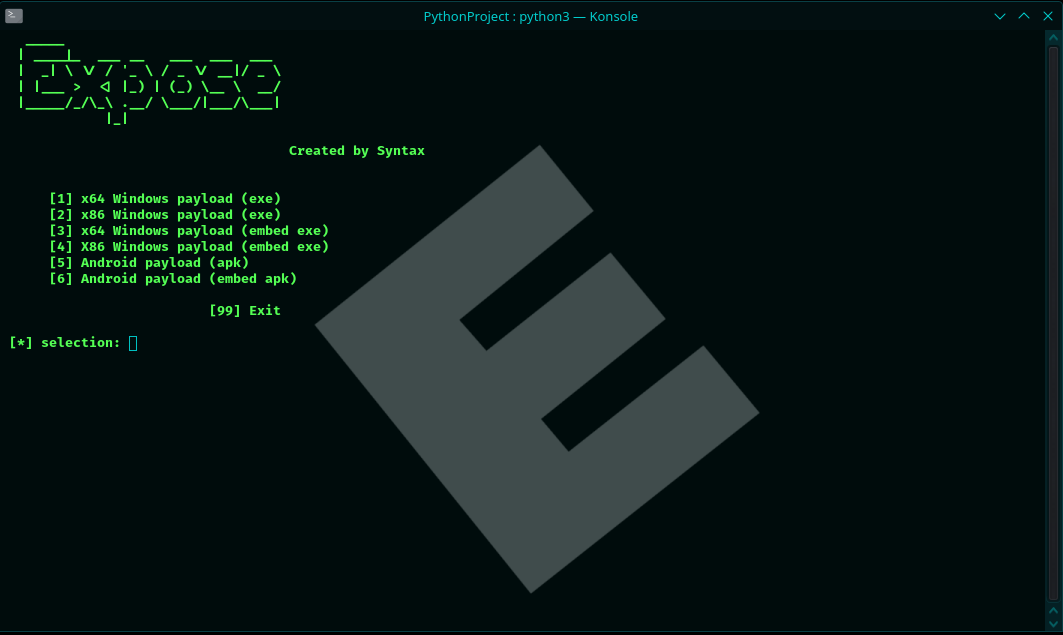 PythonProject : python3 — Konsole
Expose
Created by Syntax
[1] x64 Windows payload (exe)
[2] x86 Windows payload (exe)
[3] x64 Windows payload (embed exe)
[4] X86 Windows payload (embed exe)
[5] Android payload (apk)
[6] Android payload (embed apk)
[99] Exit
[*] selection:
E